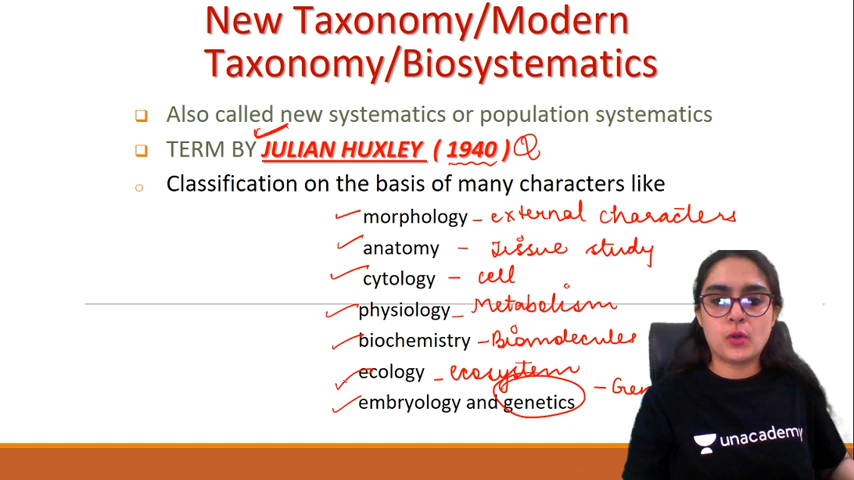 New Taxonomy/Modern
Taxonomy/Biosystematics
Also called new systematics or population systematics
TERM BY JULIAN HUXLEY ( 1940 ) Q
Classification on the basis of many characters like
morphology - external characters
anatomy - Tissue study
cytology - cell
physiology - Metabolism
biochemistry - Biomolecules
ecology - ecosystem
embryology and genetics - Gen
unacademy